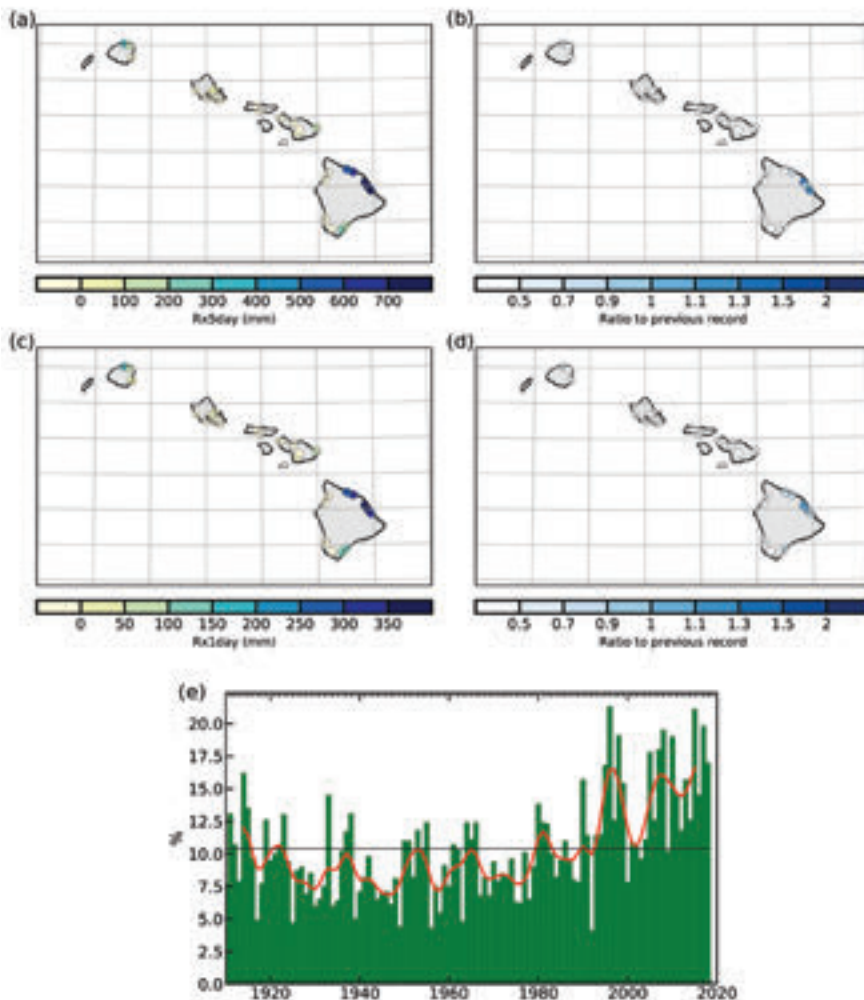 (a)
(b)
0 100 200 300 400 500 600 700
Rx5day (mm)
0.5 0.7 0.9 1 1.1 1.3 1.5 2
Ratio to previous record
(c)
(d)
0 50 100 150 200 250 300 350
Rx1day (mm)
0.5 0.7 0.9 1 1.1 1.5 2
Ratio to previous record
(e)
20.0
17.5
15.0
12.5
%
10.0
7.5
5.0
2.5
0.0
1920 1940 1960 1980 2000 2020